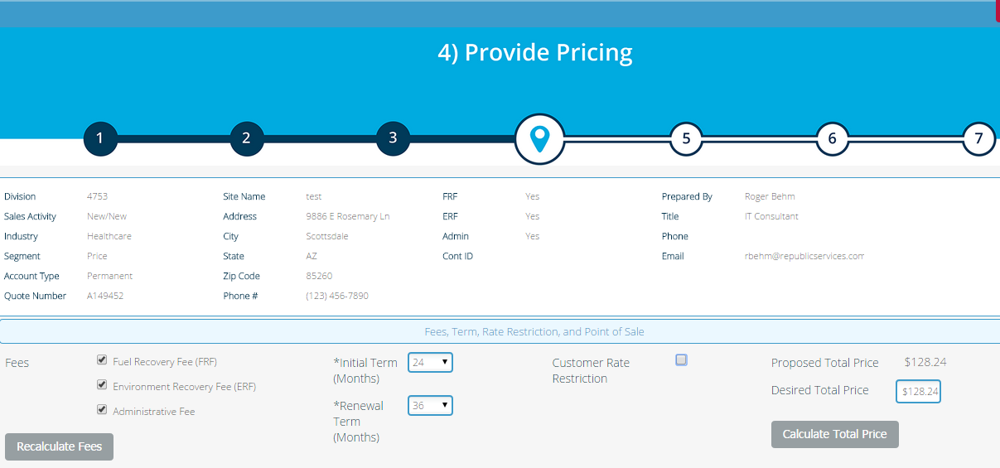 4) Provide Pricing
1 2 3 5 6 7
Division 4753 Site Name test FRF Yes Prepared By Roger Behm
Sales Activity New/New Address 9886 E Rosemary Ln ERF Yes Title IT Consultant
Industry Healthcare City Scottsdale Admin Yes Phone
Segment Price State AZ Cont ID Email rbehm@republicservices.com
Account Type Permanent Zip Code 85260
Quote Number A149452 Phone # (123) 456-7890
Fees, Term, Rate Restriction, and Point of Sale
Fees Fuel Recovery Fee (FRF) *Initial Term 24 Customer Rate Proposed Total Price $128.24
(Months) Restriction
Environment Recovery Fee (ERF) Desired Total Price $128.24
*Renewal 36
Administrative Fee
Term
(Months)
Recalculate Fees Calculate Total Price